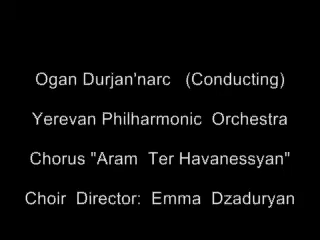 Ogan Durjan'narc (Conducting)
Yerevan Philharmonic Orchestra
Chorus "Aram Ter Havanessyan"
Choir Director: Emma Dzaduryan